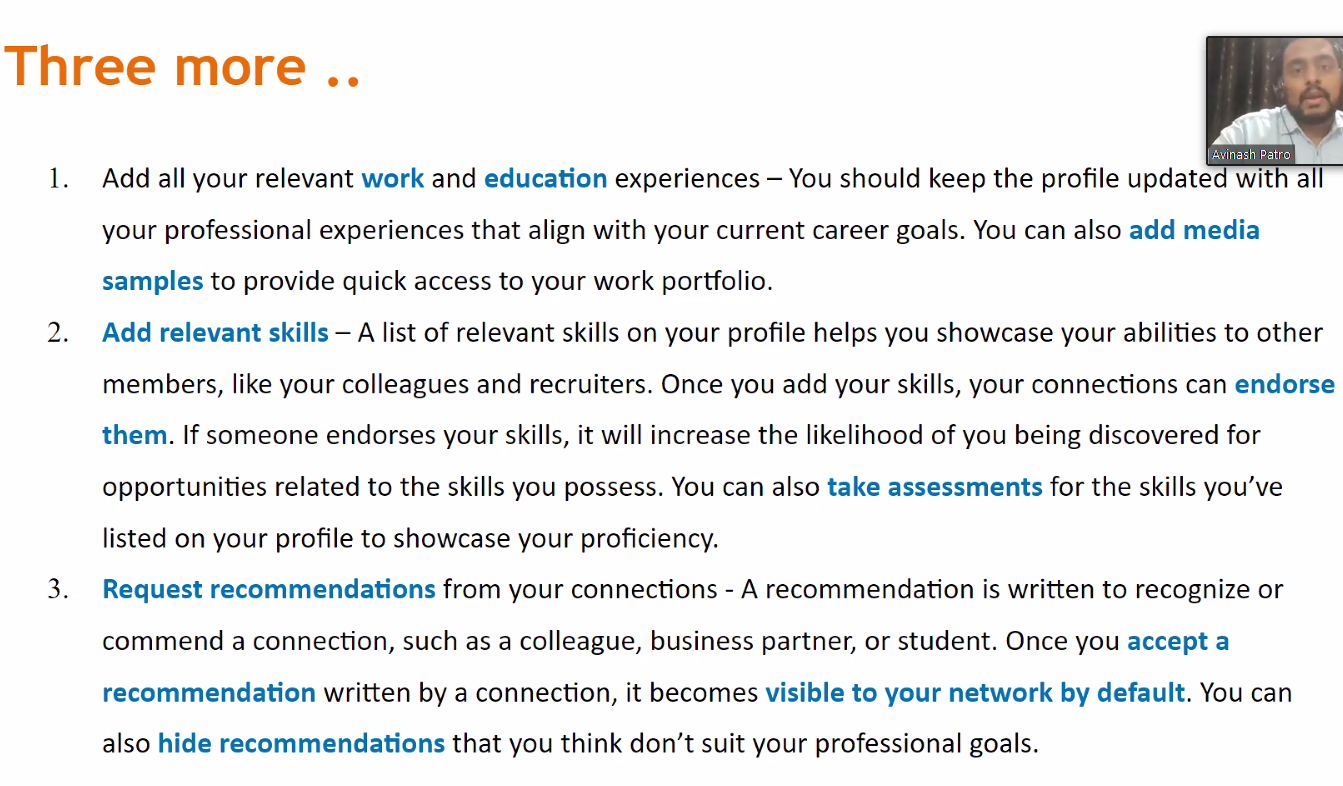 Three more ..
Avinash Patro
1. Add all your relevant work and education experiences – You should keep the profile updated with all
your professional experiences that align with your current career goals. You can also add media
samples to provide quick access to your work portfolio.
2. Add relevant skills – A list of relevant skills on your profile helps you showcase your abilities to other
members, like your colleagues and recruiters. Once you add your skills, your connections can endorse
them. If someone endorses your skills, it will increase the likelihood of you being discovered for
opportunities related to the skills you possess. You can also take assessments for the skills you’ve
listed on your profile to showcase your proficiency.
3. Request recommendations from your connections - A recommendation is written to recognize or
commend a connection, such as a colleague, business partner, or student. Once you accept a
recommendation written by a connection, it becomes visible to your network by default. You can
also hide recommendations that you think don’t suit your professional goals.